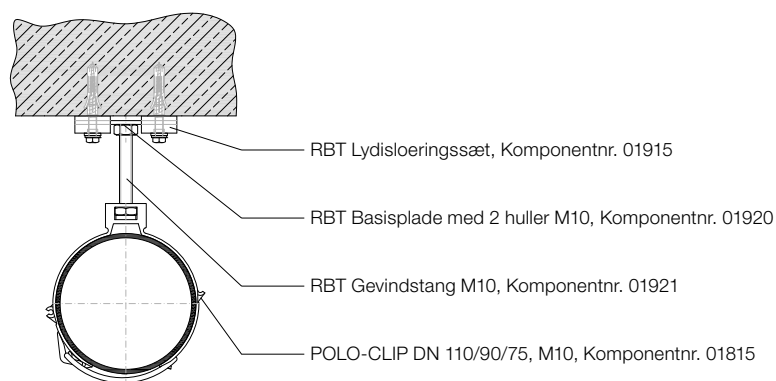 RBT Lydisloeringssæt, Komponentnr. 01915
RBT Basisplade med 2 huller M10, Komponentnr. 01920
RBT Gevindstang M10, Komponentnr. 01921
POLO-CLIP DN 110/90/75, M10, Komponentnr. 01815